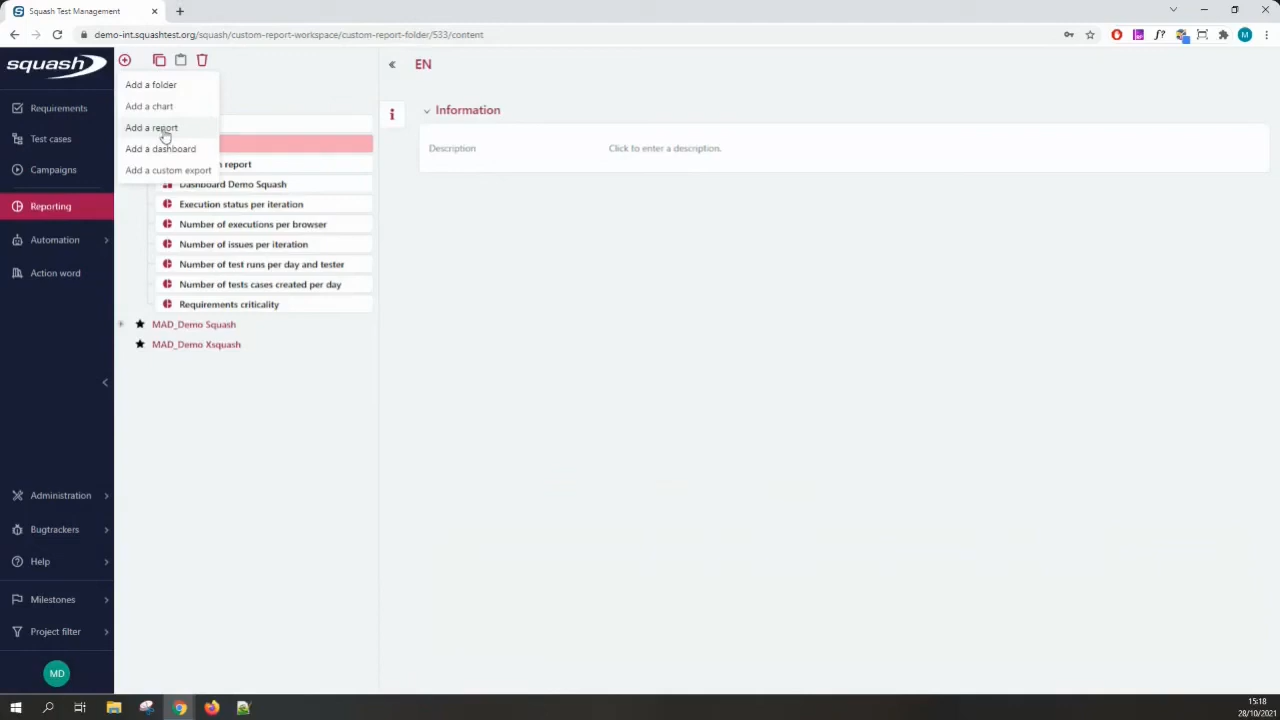 Squash Test Management
demo-int.squashtest.org/squash/custom-report-workspace/custom-report-folder/533/content
M
squash
Requirements
Test cases
Campaigns
Reporting
Automation
Action word
Administration
Bugtrackers
Help
Milestones
Project filter
MD
Add a folder
Add a chart
Add a report
Add a dashboard
Add a custom export
report
Dashboard Demo Squash
Execution status per iteration
Number of executions per browser
Number of issues per iteration
Number of test runs per day and tester
Number of tests cases created per day
Requirements criticality
MAD_Demo Squash
MAD_Demo Xsquash
EN
Information
Description
Click to enter a description.
15:18
28/10/2021